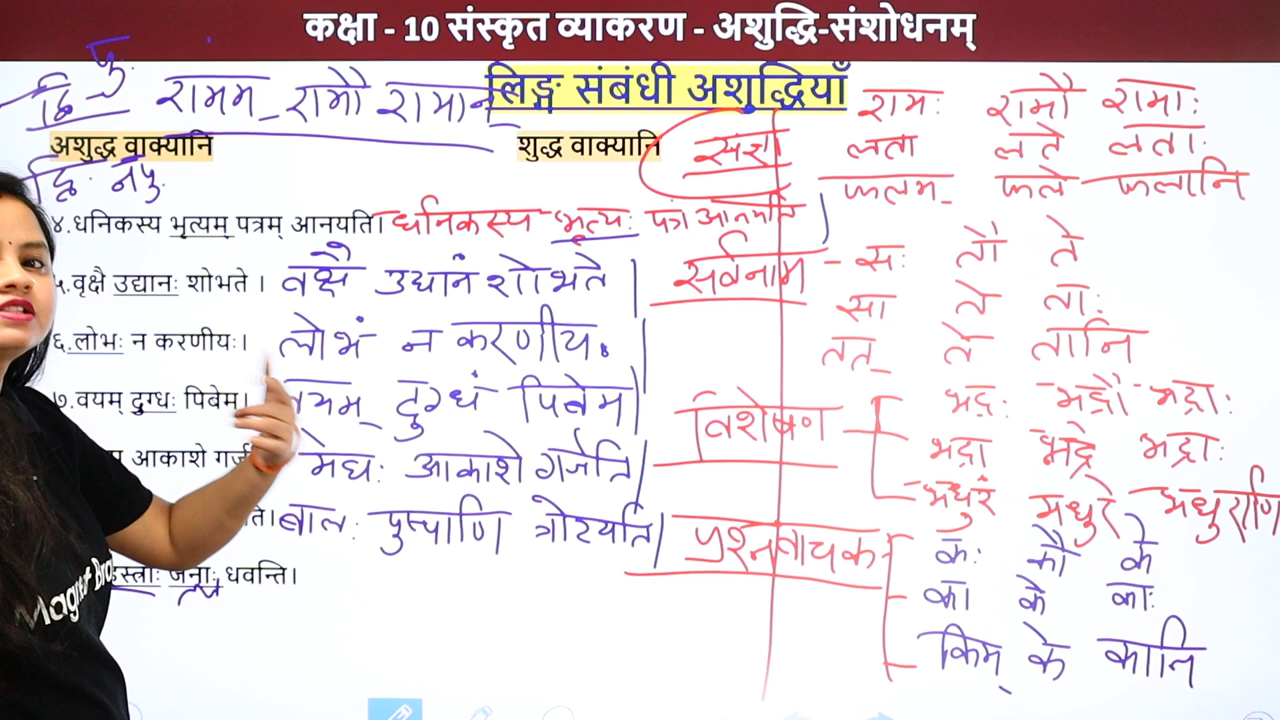 कक्षा - 10 संस्कृत व्याकरण - अशुद्धि-संशोधनम्
लिङ्ग संबंधी अशुद्धियाँ
द्वि पु.
रामम् रामौ रामान्
अशुद्ध वाक्यानि
शुद्ध वाक्यानि
द्वि. नपु.
४.धनिकस्य भृत्यम् पत्रम् आनयति। धनिकस्य भृत्यः पत्रं आनयति
५.वृक्षै उद्यानः शोभते । वृक्षै उद्यानं शोभते
६.लोभः न करणीयः। लोभं न करणीय.
७.वयम् दुग्धः पिबेम। वयम् दुग्धं पिबेम
आकाशे मेघः आकाशे गर्जति
ति। बालः पुष्पाणि त्रोटयति
जनाः धवन्ति।
संज्ञा
रामः रामौ रामाः
लता लते लताः
फलम् फले फलानि
सर्वनाम - सः तौ ते
सा ते ताः
तत् ते तानि
विशेषण
भद्रः भद्रौ भद्राः
भद्रा भद्रे भद्राः
मधुरं मधुरे मधुराणि
प्रश्नवाचक
कः कौ के
का के काः
किम् के कानि